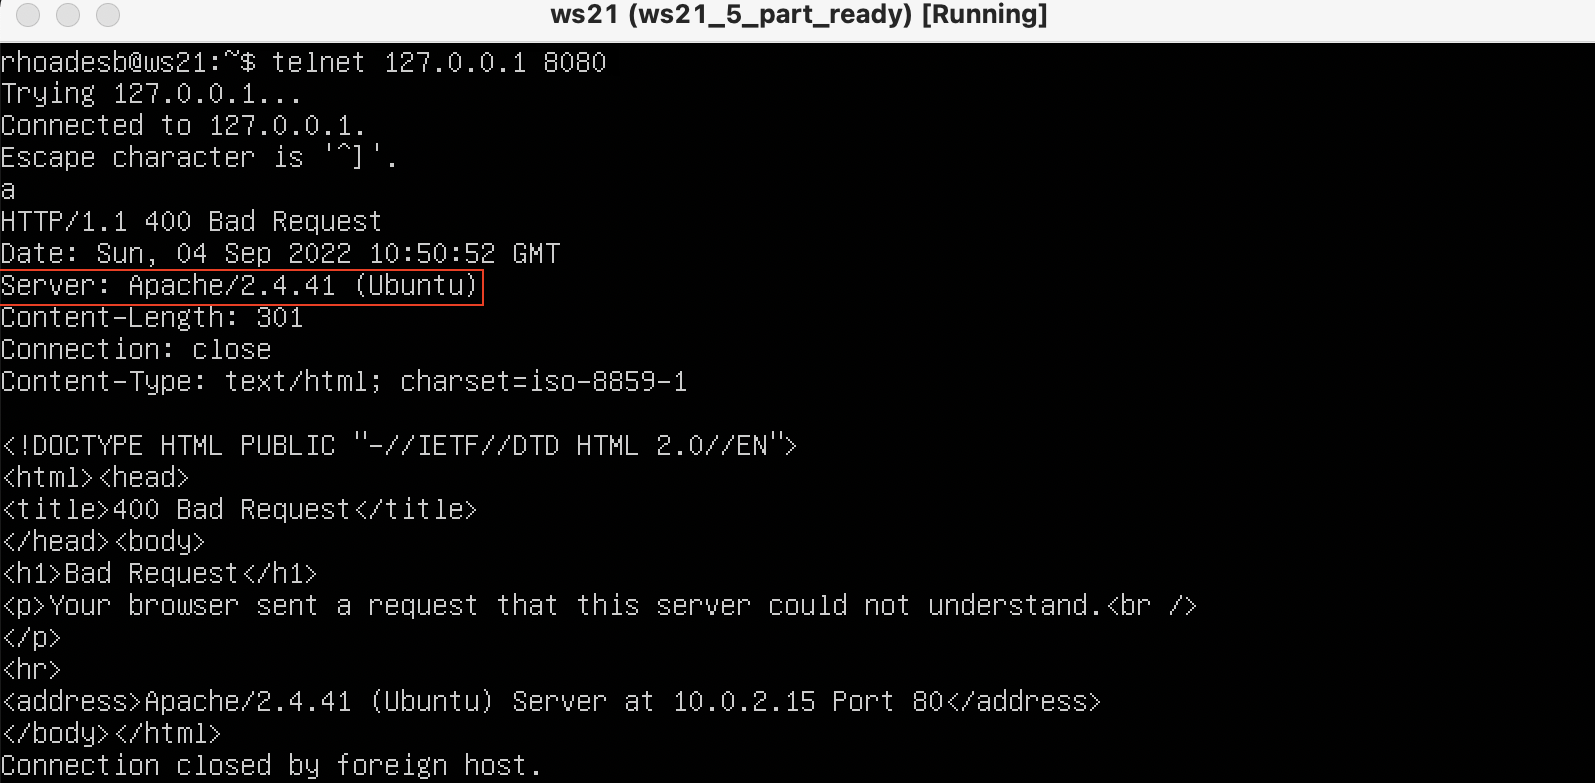 ws21 (ws21_5_part_ready) [Running]
rhoadesb@ws21:~$ telnet 127.0.0.1 8080
Trying 127.0.0.1...
Connected to 127.0.0.1.
Escape character is '^]'.
a
HTTP/1.1 400 Bad Request
Date: Sun, 04 Sep 2022 10:50:52 GMT
Server: Apache/2.4.41 (Ubuntu)
Content-Length: 301
Connection: close
Content-Type: text/html; charset=iso-8859-1

<!DOCTYPE HTML PUBLIC "-//IETF//DTD HTML 2.0//EN">
<html><head>
<title>400 Bad Request</title>
</head><body>
<h1>Bad Request</h1>
<p>Your browser sent a request that this server could not understand.<br />
</p>
<hr>
<address>Apache/2.4.41 (Ubuntu) Server at 10.0.2.15 Port 80</address>
</body></html>
Connection closed by foreign host.